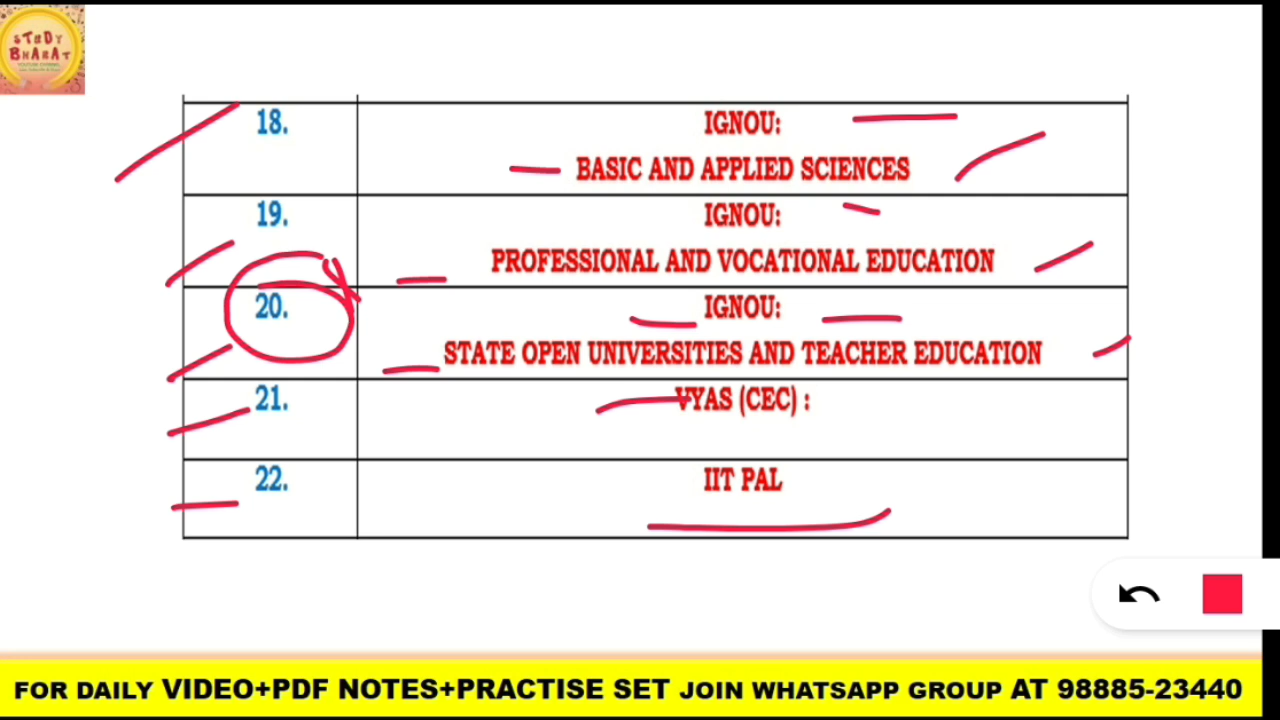 STUDY
BHARAT
18.
IGNOU:
BASIC AND APPLIED SCIENCES
19.
IGNOU:
PROFESSIONAL AND VOCATIONAL EDUCATION
20.
IGNOU:
STATE OPEN UNIVERSITIES AND TEACHER EDUCATION
21.
VYAS (CEC) :
22.
IIT PAL
FOR DAILY VIDEO+PDF NOTES+PRACTISE SET JOIN WHATSAPP GROUP AT 98885-23440